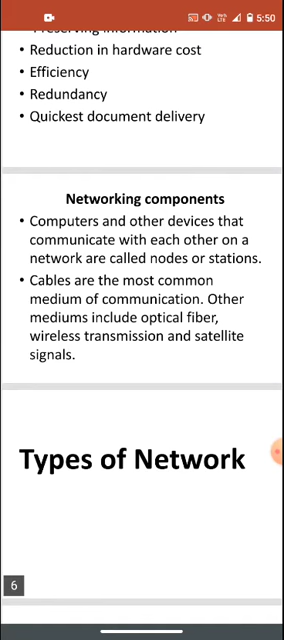 5:50
Preserving information
• Reduction in hardware cost
• Efficiency
• Redundancy
• Quickest document delivery
Networking components
• Computers and other devices that
communicate with each other on a
network are called nodes or stations.
• Cables are the most common
medium of communication. Other
mediums include optical fiber,
wireless transmission and satellite
signals.
Types of Network
6